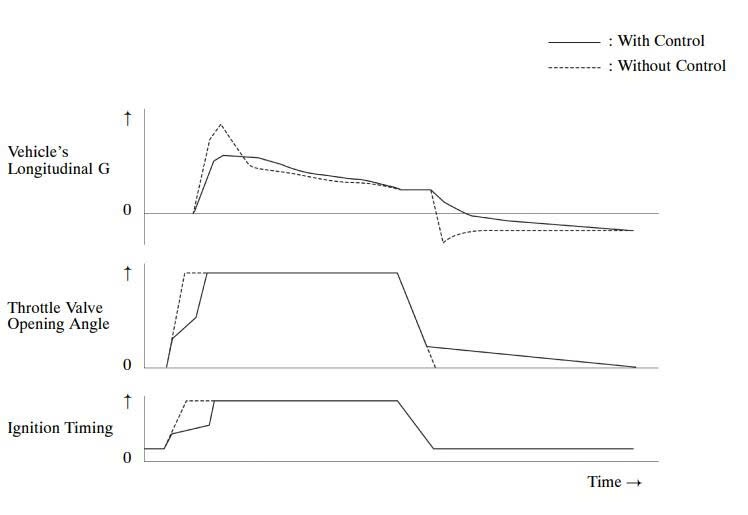 : With Control
: Without Control
↑
Vehicle's
Longitudinal G
0
↑
Throttle Valve
Opening Angle
0
↑
Ignition Timing
0
Time →